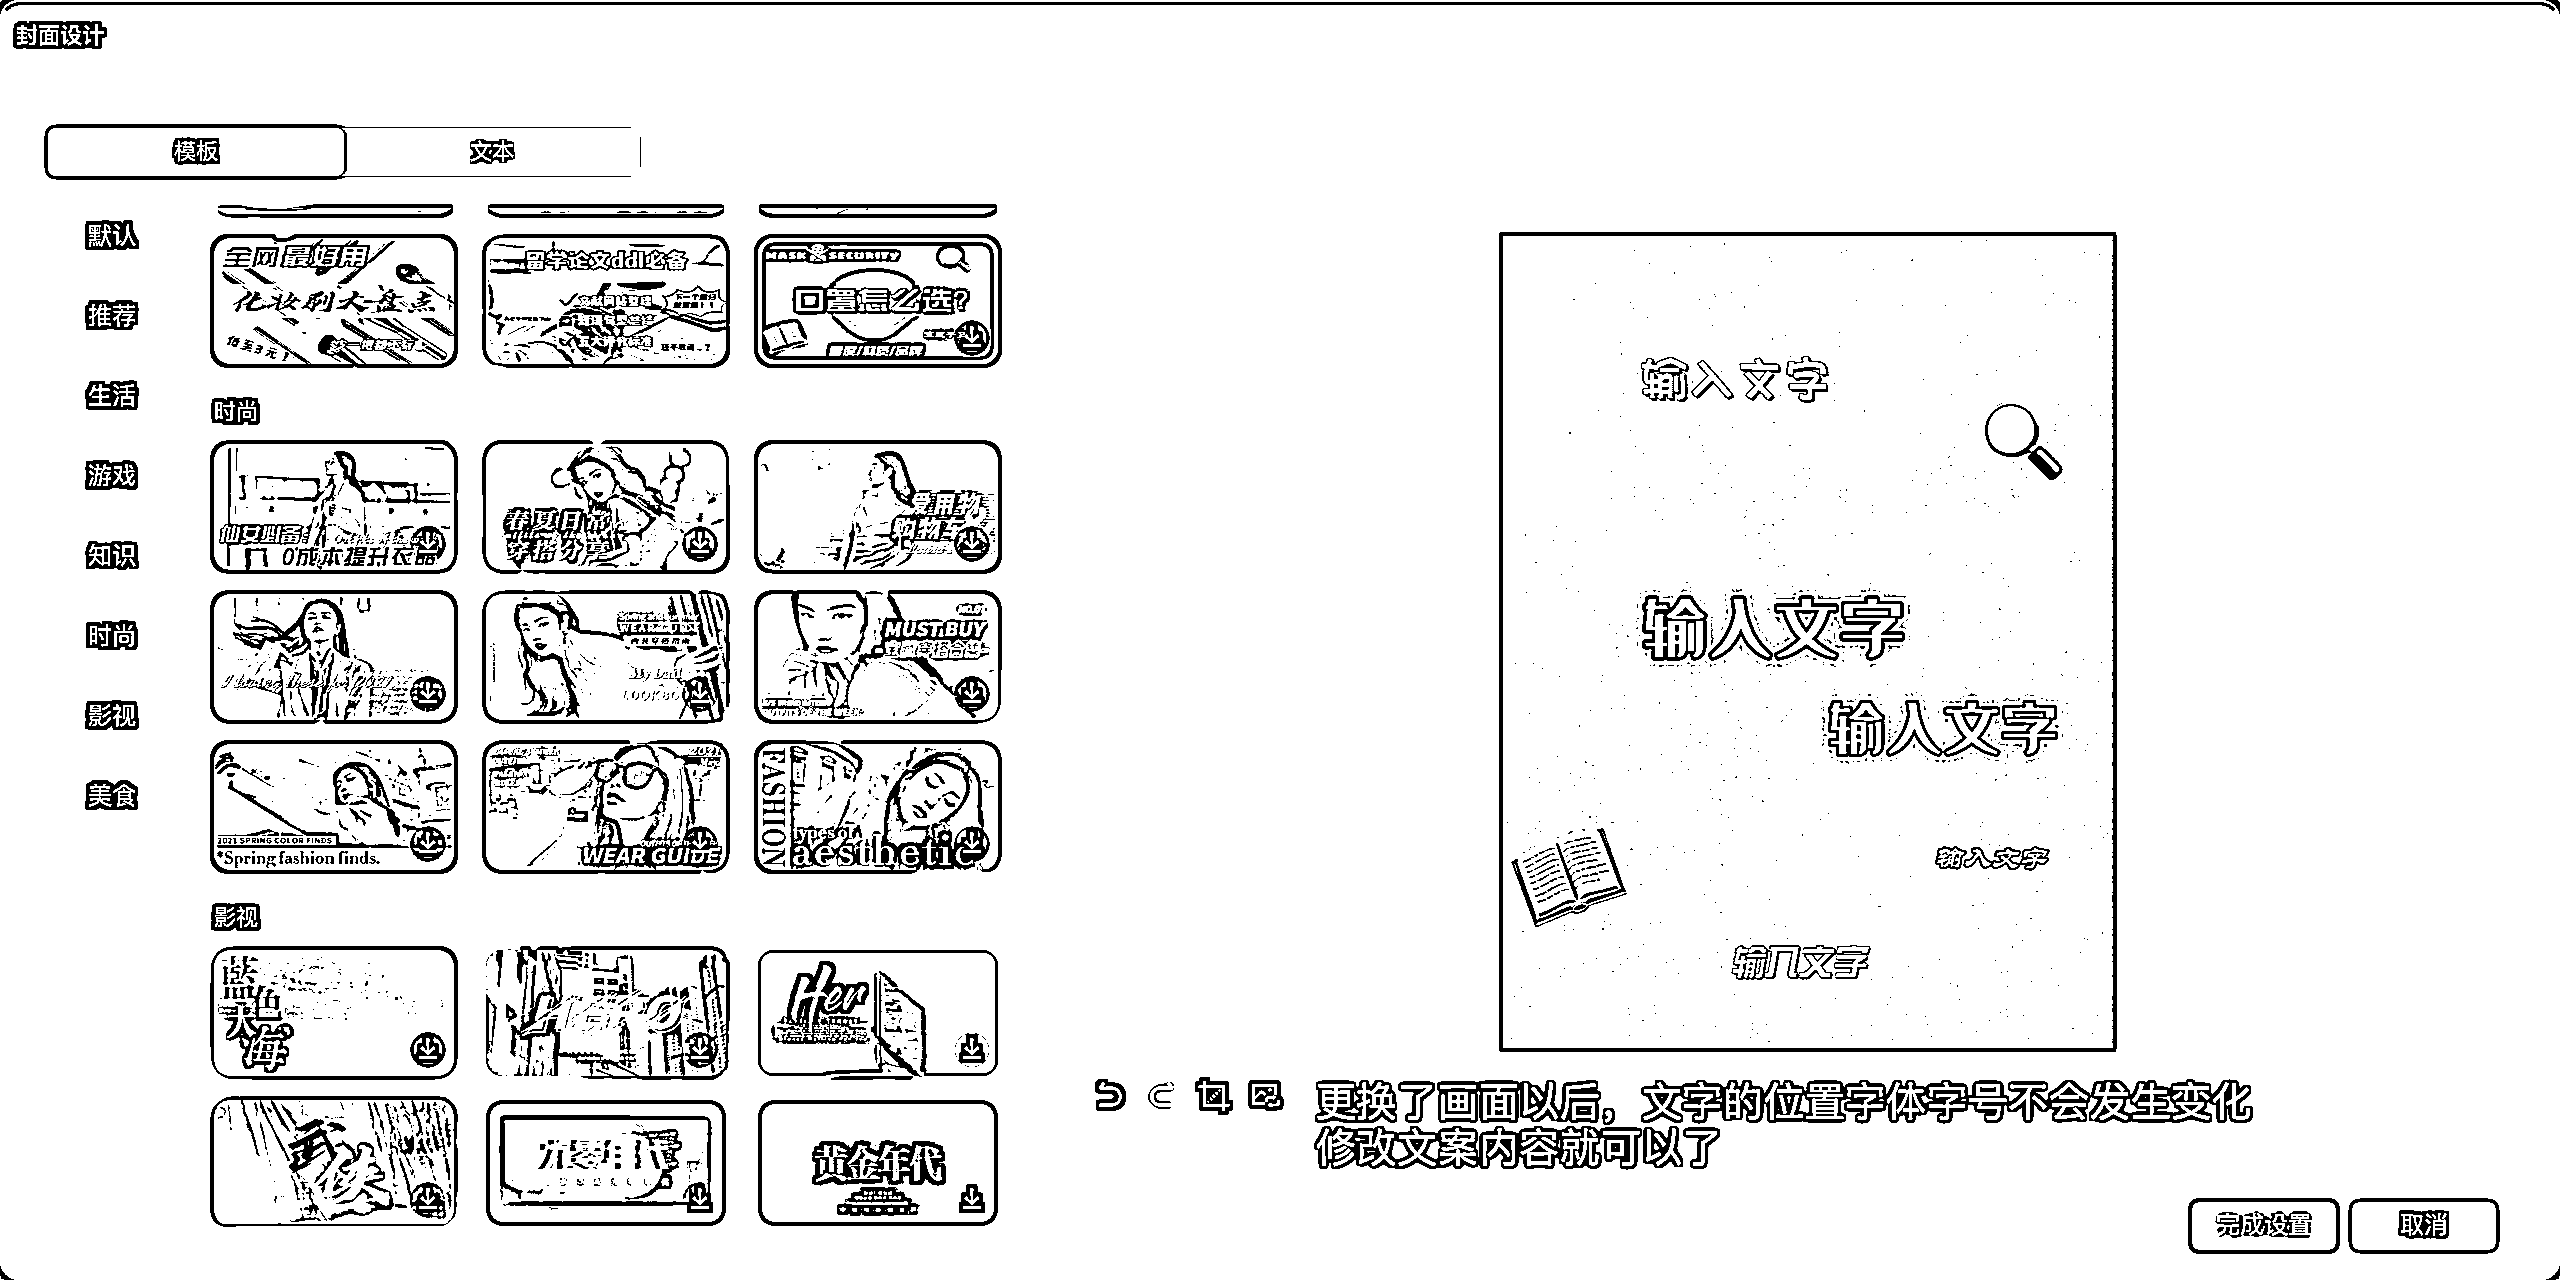 封面设计
模板
文本
默认
推荐
生活
游戏
知识
时尚
影视
美食
全网最好用
化妆刷大盘点
低至3元!
留学论文ddl必备
MASK SECURITY
口罩怎么选?
时尚
仙女必备
0成本提升衣品
春夏日常
穿搭分享
爱用物
购物车
MUST BUY
2021 SPRING COLOR FINDS
*Spring fashion finds.
2021
WEAR GUIDE
FASHION
types of
aesthetic
影视
蓝色
大海
Her
黄金年代
输入文字
输入文字
输入文字
输入文字
输入文字
更换了画面以后，文字的位置字体字号不会发生变化
修改文案内容就可以了
完成设置
取消